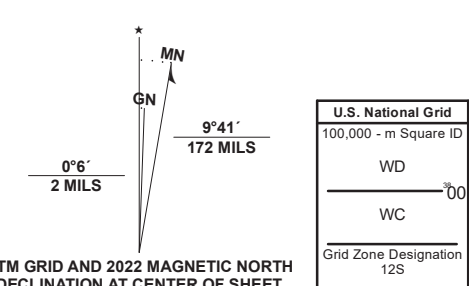 ★
MN
GN
9°41´
172 MILS
0°6´
2 MILS
TM GRID AND 2022 MAGNETIC NORTH
DECLINATION AT CENTER OF SHEET
U.S. National Grid
100,000 - m Square ID
WD
3800
WC
Grid Zone Designation
12S